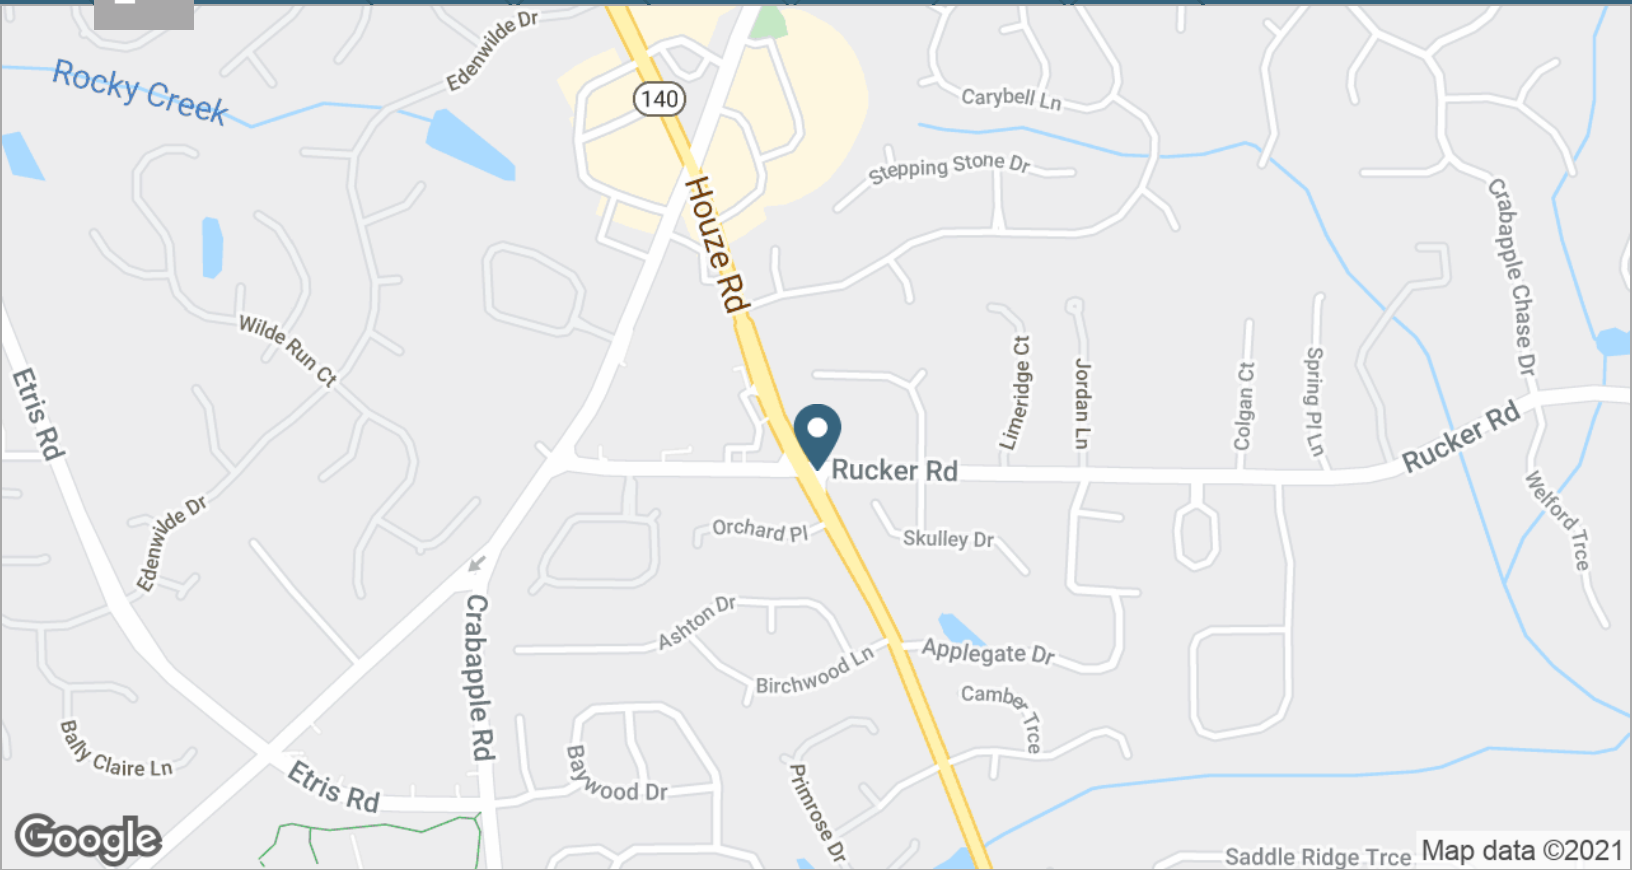 Edenwilde Dr
Rocky Creek
140
Carybell Ln
Stepping Stone Dr
Houze Rd
Crabapple Chase Dr
Wilde Run Ct
Etris Rd
Limeridge Ct
Jordan Ln
Colgan Ct
Spring Pl Ln
Rucker Rd
Rucker Rd
Welford Trce
Edenwilde Dr
Orchard Pl
Skulley Dr
Crabapple Rd
Ashton Dr
Birchwood Ln
Applegate Dr
Camber Trce
Bally Claire Ln
Etris Rd
Baywood Dr
Primrose Dr
Google
Saddle Ridge Trce
Map data ©2021